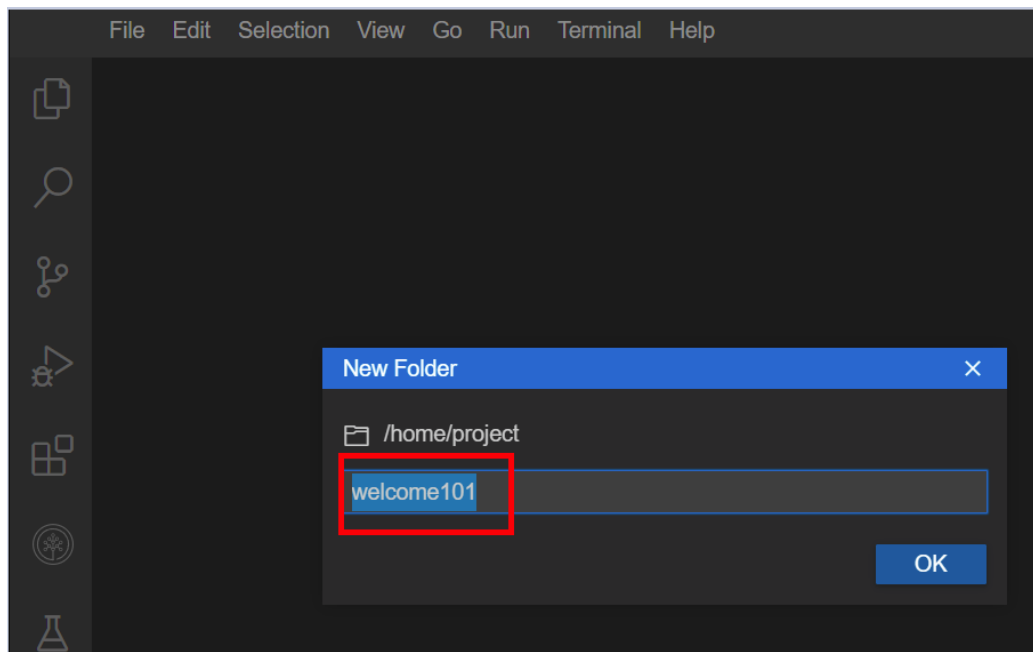 File Edit Selection View Go Run Terminal Help
New Folder
/home/project
welcome101
OK